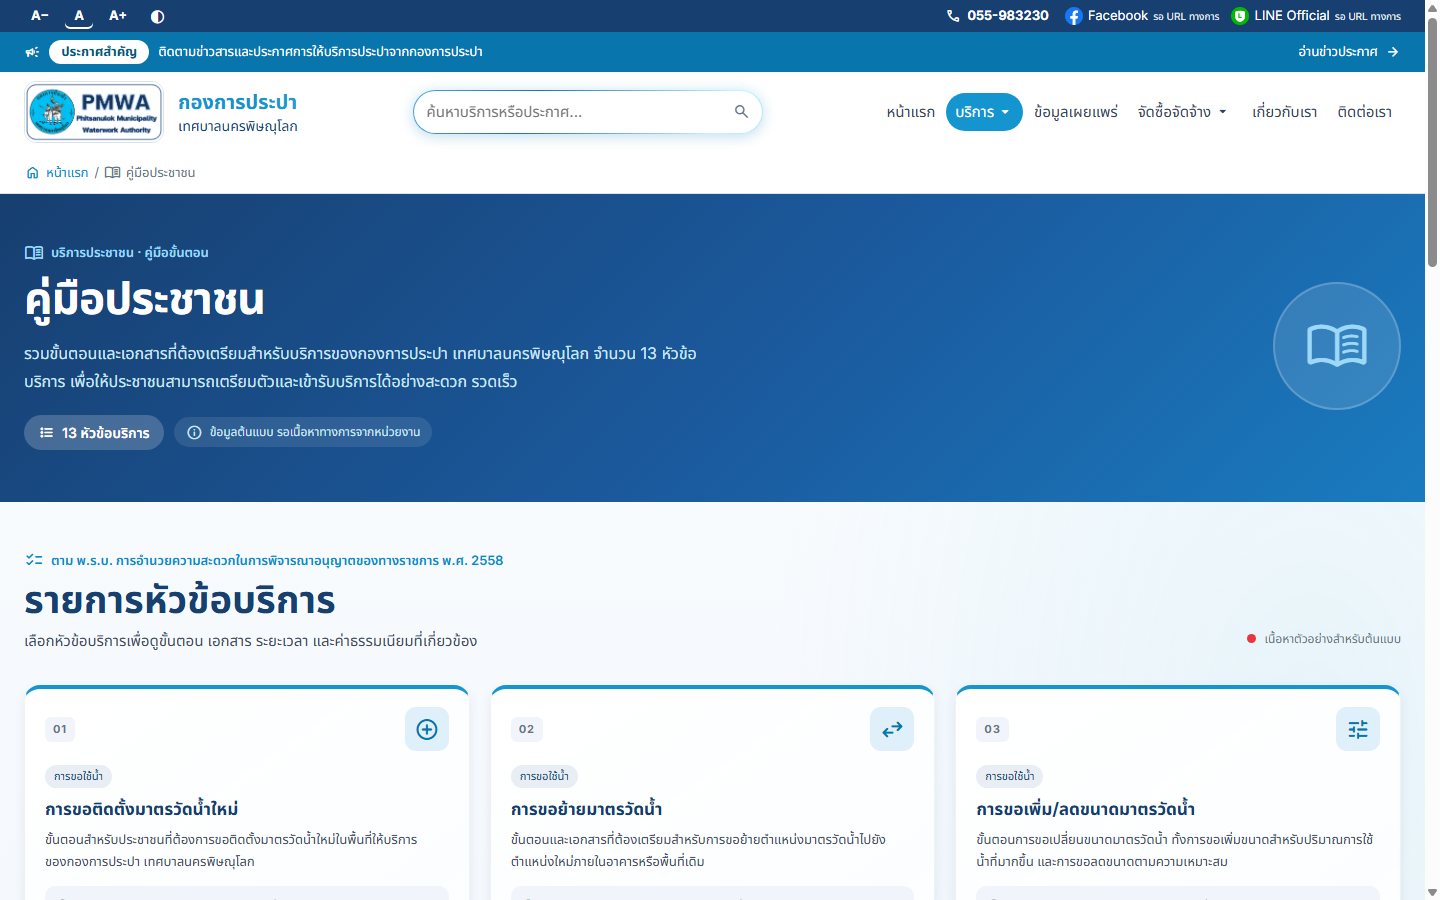 A− A A+
055-983230 Facebook รอ URL ทางการ LINE Official รอ URL ทางการ
ประกาศสำคัญ ติดตามข่าวสารและประกาศการให้บริการประปาจากกองการประปา
อ่านข่าวประกาศ
PMWA
Phitsanulok Municipality
Waterwork Authority
กองการประปา
เทศบาลนครพิษณุโลก
ค้นหาบริการหรือประกาศ...
หน้าแรก บริการ ข้อมูลเผยแพร่ จัดซื้อจัดจ้าง เกี่ยวกับเรา ติดต่อเรา
หน้าแรก / คู่มือประชาชน
บริการประชาชน · คู่มือขั้นตอน
คู่มือประชาชน
รวมขั้นตอนและเอกสารที่ต้องเตรียมสำหรับบริการของกองการประปา เทศบาลนครพิษณุโลก จำนวน 13 หัวข้อ
บริการ เพื่อให้ประชาชนสามารถเตรียมตัวและเข้ารับบริการได้อย่างสะดวก รวดเร็ว
13 หัวข้อบริการ
ข้อมูลต้นแบบ รอเนื้อหาทางการจากหน่วยงาน
ตาม พ.ร.บ. การอำนวยความสะดวกในการพิจารณาอนุญาตของทางราชการ พ.ศ. 2558
รายการหัวข้อบริการ
เลือกหัวข้อบริการเพื่อดูขั้นตอน เอกสาร ระยะเวลา และค่าธรรมเนียมที่เกี่ยวข้อง
เนื้อหาตัวอย่างสำหรับต้นแบบ
01
การขอใช้น้ำ
การขอติดตั้งมาตรวัดน้ำใหม่
ขั้นตอนสำหรับประชาชนที่ต้องการขอติดตั้งมาตรวัดน้ำใหม่ในพื้นที่ให้บริการ
ของกองการประปา เทศบาลนครพิษณุโลก
02
การขอใช้น้ำ
การขอย้ายมาตรวัดน้ำ
ขั้นตอนและเอกสารที่ต้องเตรียมสำหรับการขอย้ายตำแหน่งมาตรวัดน้ำไปยัง
ตำแหน่งใหม่ภายในอาคารหรือพื้นที่เดิม
03
การขอใช้น้ำ
การขอเพิ่ม/ลดขนาดมาตรวัดน้ำ
ขั้นตอนการขอเปลี่ยนขนาดมาตรวัดน้ำ ทั้งการขอเพิ่มขนาดสำหรับปริมาณการใช้
น้ำที่มากขึ้น และการขอลดขนาดตามความเหมาะสม